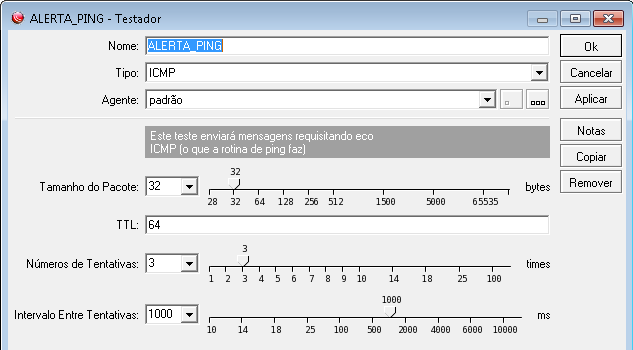 ALERTA_PING - Testador
Nome: ALERTA_PING Ok
Tipo: ICMP Cancelar
Agente: padrão Aplicar
Este teste enviará mensagens requisitando eco
ICMP (o que a rotina de ping faz)
Notas
Copiar
Remover
32
Tamanho do Pacote: 32 bytes
28 32 64 128 256 512 1500 5000 65535
TTL: 64
3
Números de Tentativas: 3 times
1 2 3 4 5 6 7 8 9 10 14 18 25 100
1000
Intervalo Entre Tentativas: 1000 ms
10 14 18 25 100 500 2000 4000 6000 10000